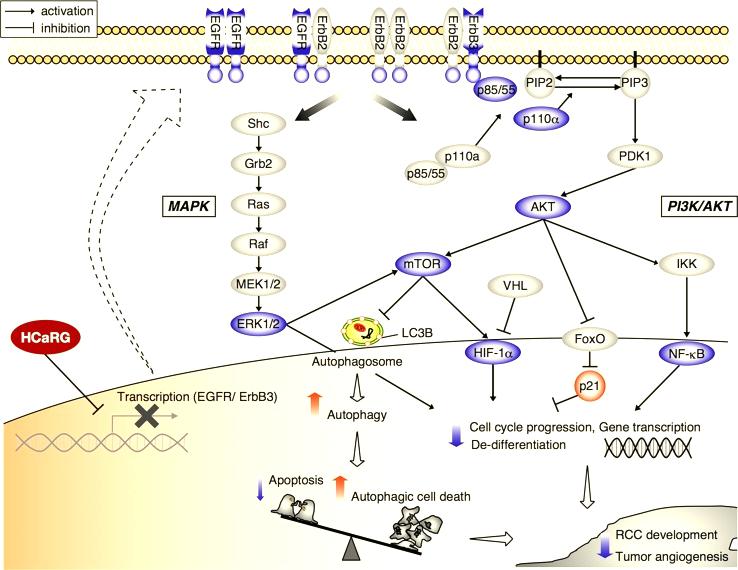 activation
inhibition
EGFR
EGFR
EGFR
ErbB2
ErbB2
ErbB2
ErbB2
ErbB3
p85/55
PIP2
PIP3
p110α
Shc
p110a
p85/55
Grb2
PDK1
MAPK
Ras
AKT
PI3K/AKT
Raf
mTOR
IKK
MEK1/2
VHL
ERK1/2
LC3B
HCaRG
FoxO
HIF-1α
NF-κB
Autophagosome
p21
Transcription (EGFR/ ErbB3)
Autophagy
Cell cycle progression, Gene transcription
De-differentiation
Apoptosis
Autophagic cell death
RCC development
Tumor angiogenesis